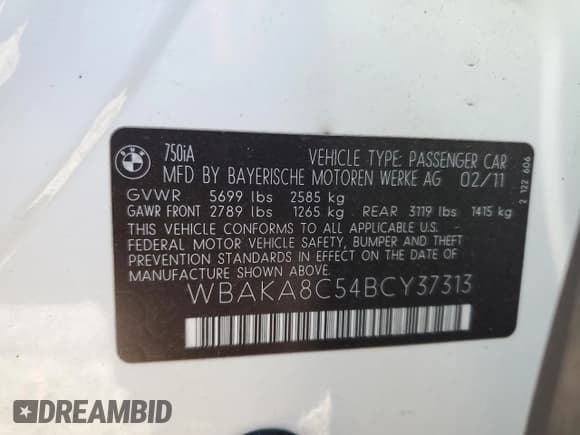 BMW
750iA
VEHICLE TYPE: PASSENGER CAR
MFD BY BAYERISCHE MOTOREN WERKE AG 02/11
GVWR 5699 lbs 2585 kg
GAWR FRONT 2789 lbs 1265 kg REAR 3119 lbs 1415 kg
THIS VEHICLE CONFORMS TO ALL APPLICABLE U.S.
FEDERAL MOTOR VEHICLE SAFETY, BUMPER AND THEFT
PREVENTION STANDARDS IN EFFECT ON THE DATE OF
MANUFACTURE SHOWN ABOVE.
WBAKA8C54BCY37313
2 122 606
DREAMBID